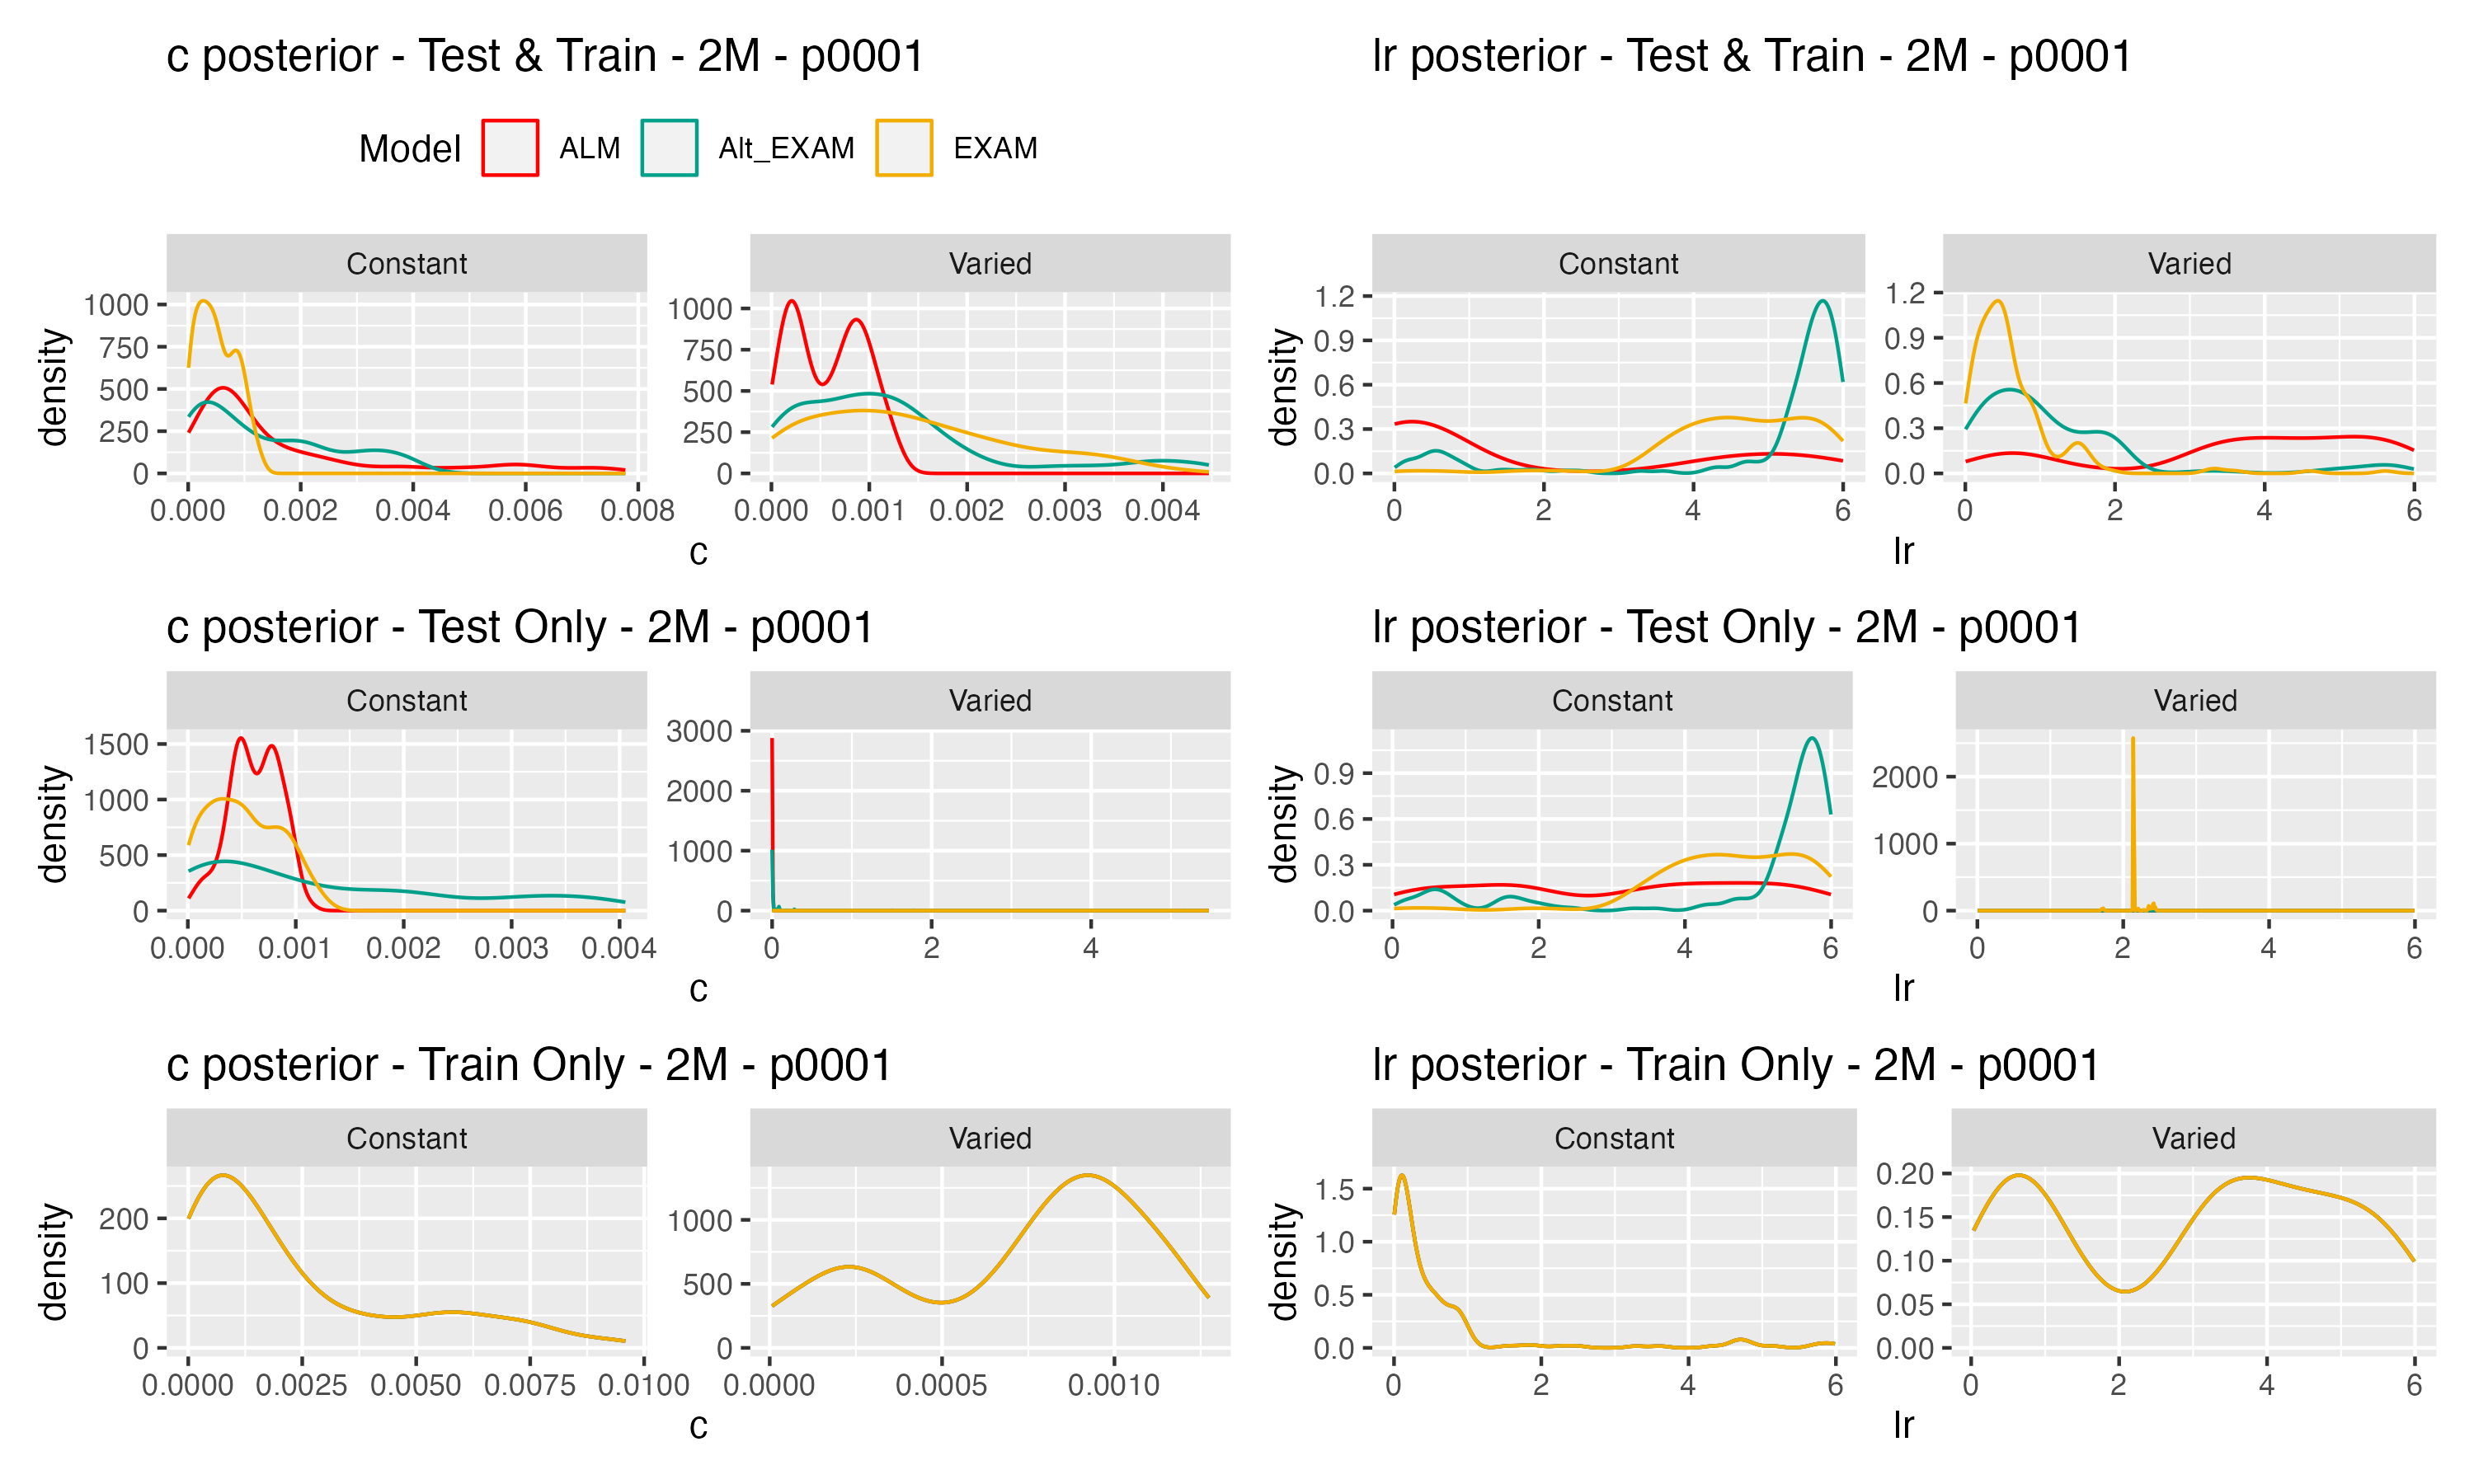 c posterior - Test & Train - 2M - p0001
lr posterior - Test & Train - 2M - p0001
Model ALM Alt_EXAM EXAM
Constant Varied Constant Varied
density
1000
750
500
250
0
0.000 0.002 0.004 0.006 0.008
1000
750
500
250
0
0.000 0.001 0.002 0.003 0.004
c
density
1.2
0.9
0.6
0.3
0.0
0 2 4 6
1.2
0.9
0.6
0.3
0.0
0 2 4 6
lr
c posterior - Test Only - 2M - p0001
lr posterior - Test Only - 2M - p0001
Constant Varied Constant Varied
density
1500
1000
500
0
0.000 0.001 0.002 0.003 0.004
3000
2000
1000
0
0 2 4
c
density
0.9
0.6
0.3
0.0
0 2 4 6
2000
1000
0
0 2 4 6
lr
c posterior - Train Only - 2M - p0001
lr posterior - Train Only - 2M - p0001
Constant Varied Constant Varied
density
200
100
0
0.0000 0.0025 0.0050 0.0075 0.0100
1000
500
0
0.0000 0.0005 0.0010
c
density
1.5
1.0
0.5
0.0
0 2 4 6
0.20
0.15
0.10
0.05
0.00
0 2 4 6
lr